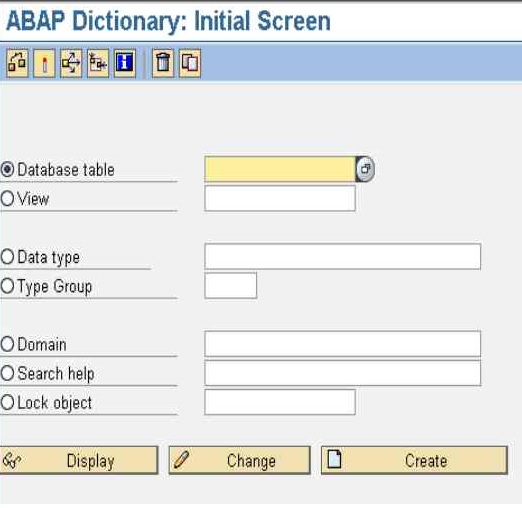 ABAP Dictionary: Initial Screen
Database table
View
Data type
Type Group
Domain
Search help
Lock object
Display Change Create